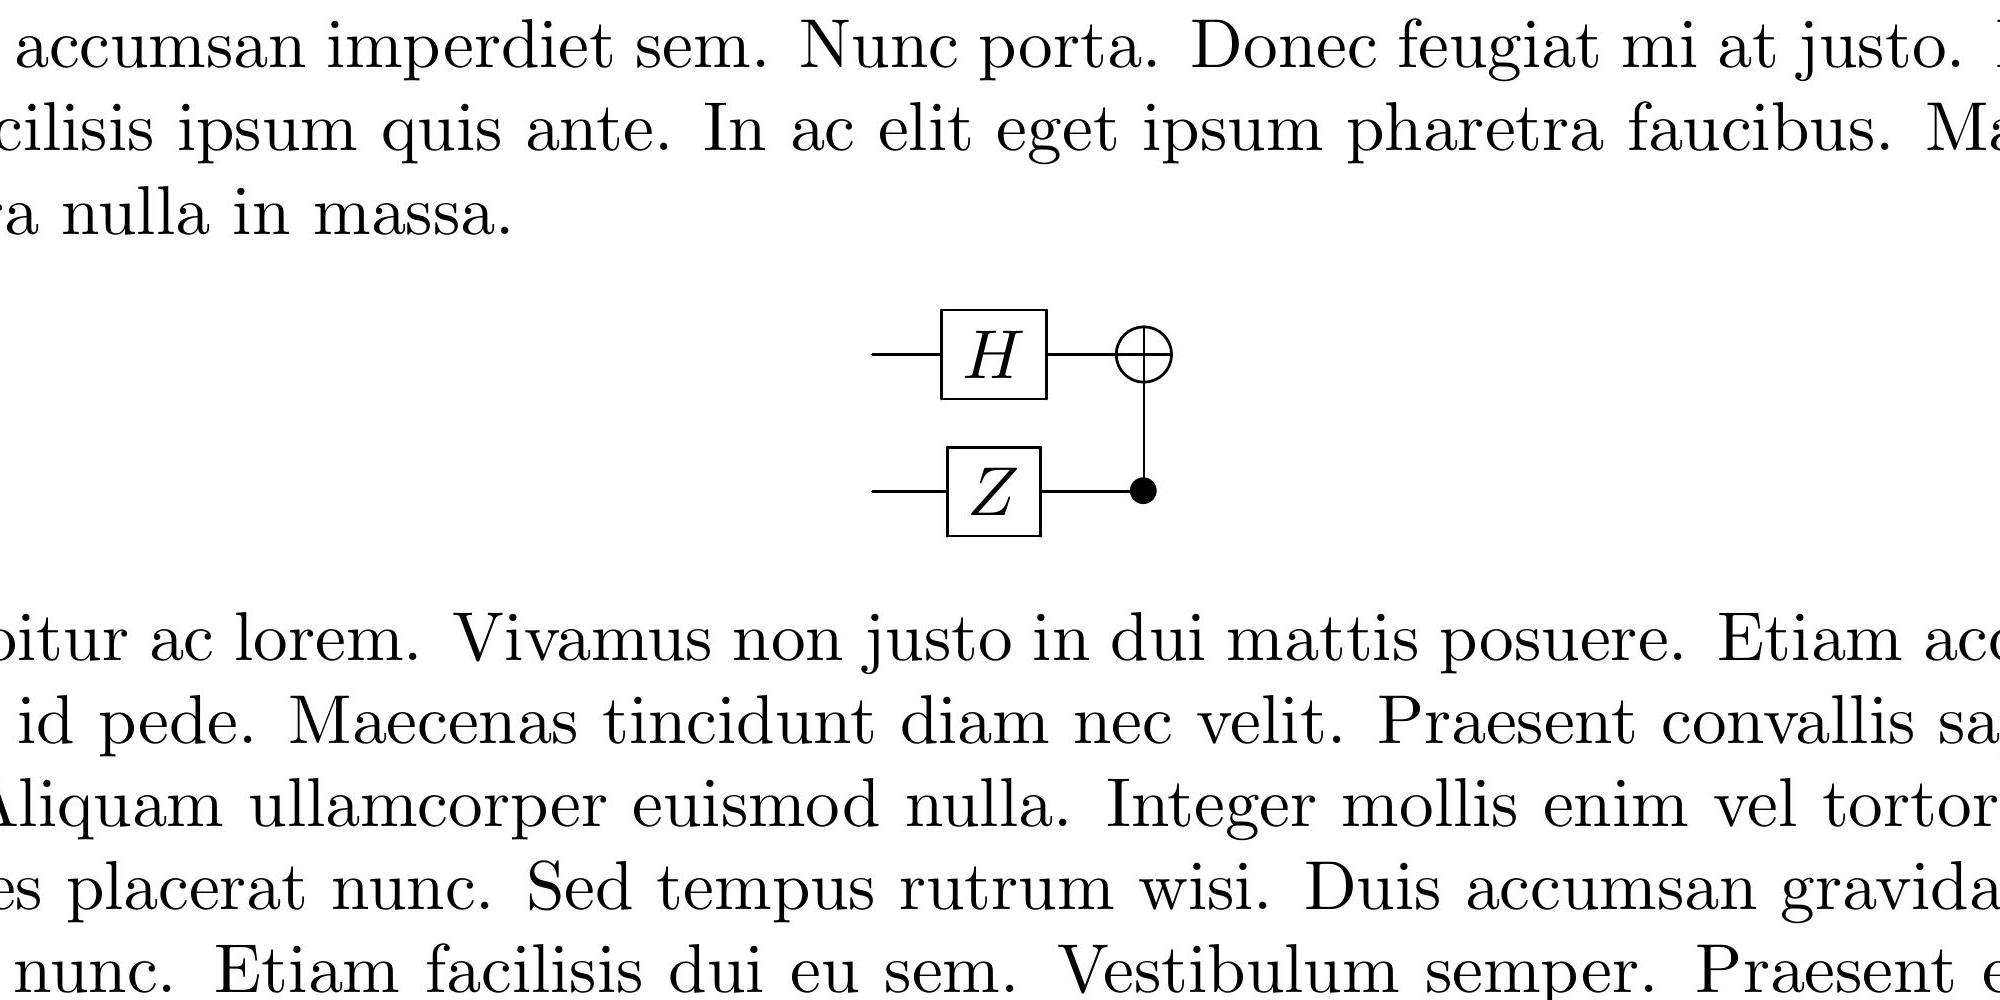 accumsan imperdiet sem. Nunc porta. Donec feugiat mi at justo.
cilisis ipsum quis ante. In ac elit eget ipsum pharetra faucibus. Ma
a nulla in massa.
H
Z
bitur ac lorem. Vivamus non justo in dui mattis posuere. Etiam acc
id pede. Maecenas tincidunt diam nec velit. Praesent convallis sa
Aliquam ullamcorper euismod nulla. Integer mollis enim vel tortor
es placerat nunc. Sed tempus rutrum wisi. Duis accumsan gravida
nunc. Etiam facilisis dui eu sem. Vestibulum semper. Praesent e